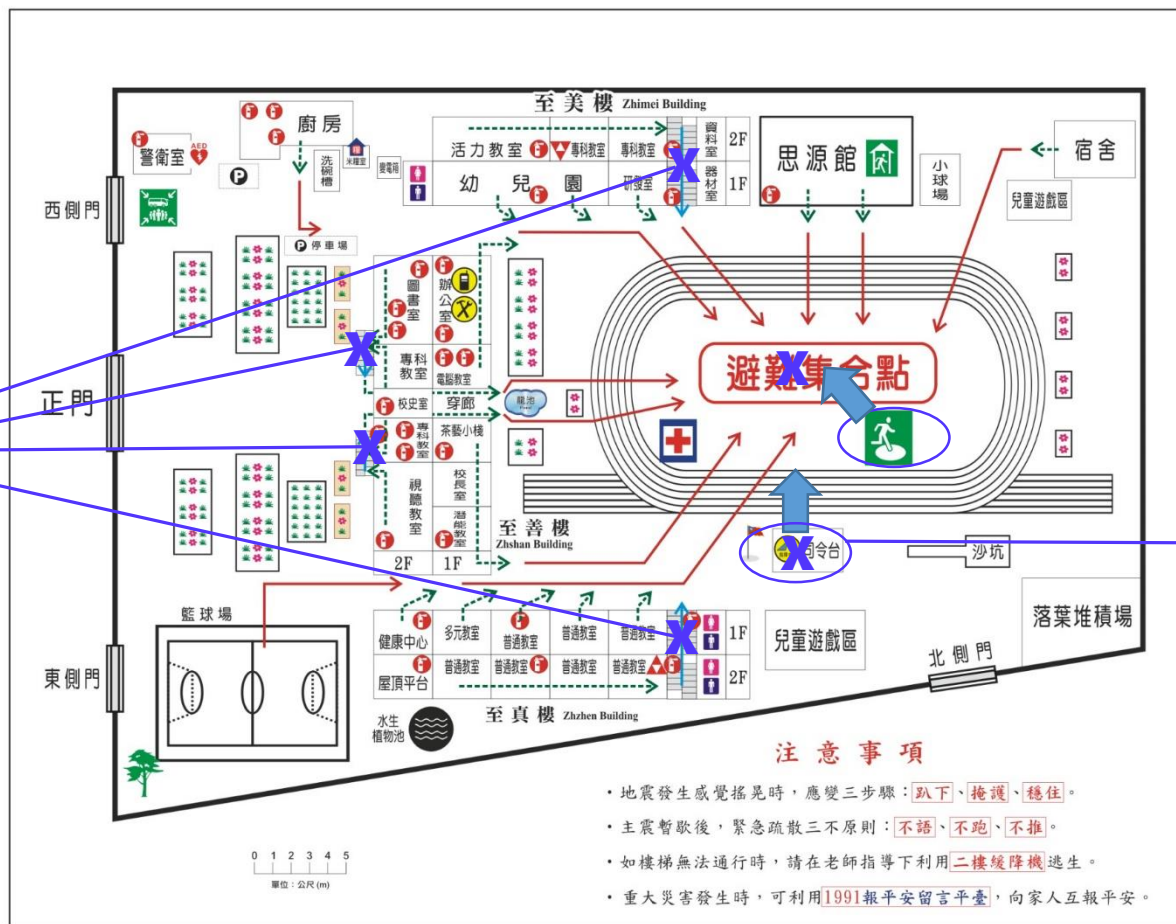 至美樓 Zhimei Building
廚房
警衛室
AED
P
洗碗槽
米糧室
變電箱
活力教室
專科教室
專科教室
資料室
2F
幼兒園
研發室
器材室
1F
思源館
小球場
宿舍
兒童遊戲區
西側門
P 停車場
圖書室
辦公室
專科教室
電腦教室
正門
校史室
穿廊
龍池
避難集合點
專科教室
茶藝小棧
視聽教室
校長室
潛能教室
至善樓
Zhshan Building
2F
1F
司令台
沙坑
落葉堆積場
籃球場
健康中心
多元教室
普通教室
普通教室
普通教室
1F
兒童遊戲區
北側門
東側門
屋頂平台
普通教室
普通教室
普通教室
普通教室
2F
水生植物池
至真樓 Zhzhen Building
注意事項
・地震發生感覺搖晃時，應變三步驟：趴下、掩護、穩住。
・主震暫歇後，緊急疏散三不原則：不語、不跑、不推。
・如樓梯無法通行時，請在老師指導下利用二樓緩降機逃生。
・重大災害發生時，可利用1991報平安留言平臺，向家人互報平安。
0 1 2 3 4 5
單位：公尺(m)
X
X
X
X
X
X